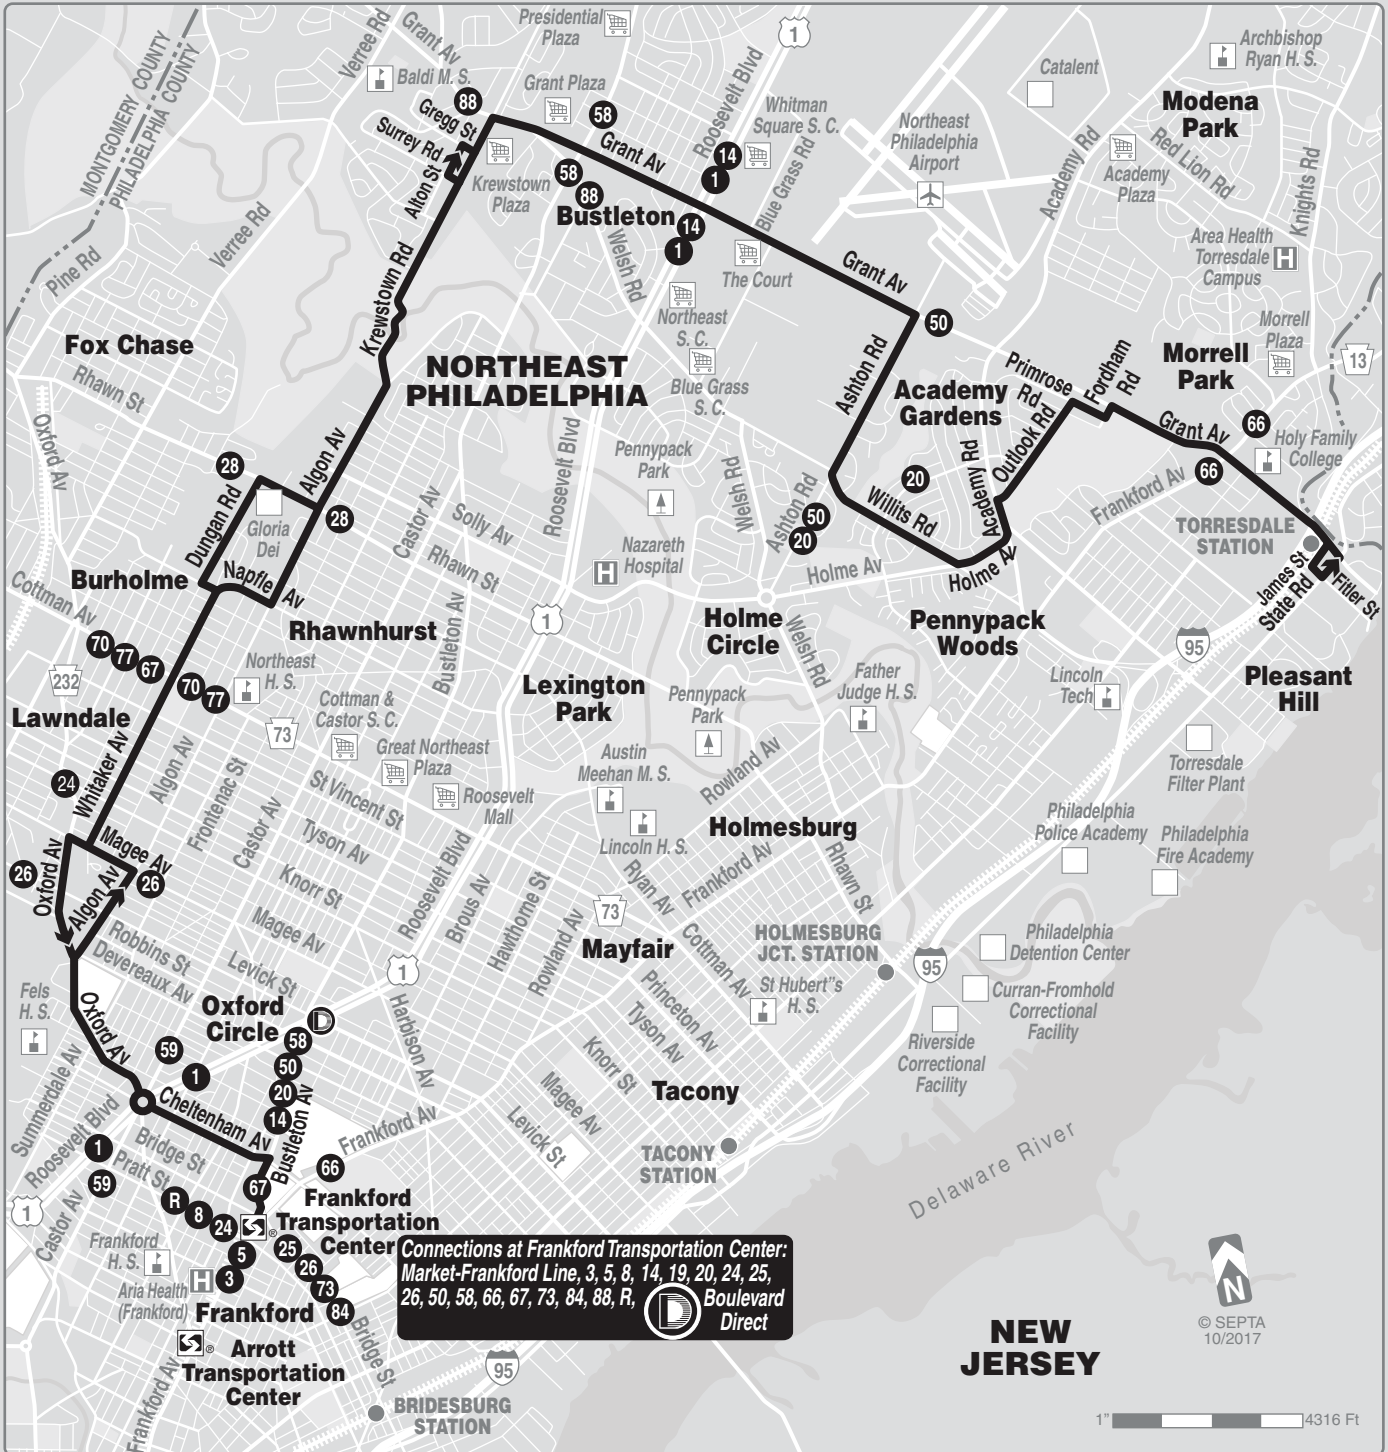 Presidential
Plaza
1
Verree Rd
Grant Av
MONTGOMERY COUNTY
PHILADELPHIA COUNTY
Baldi M. S.
Grant Plaza
Roosevelt Blvd
Catalent
Archbishop
Ryan H. S.
88
Gregg St
58
Grant Av
Whitman
Square S. C.
Northeast
Philadelphia
Airport
Modena
Park
Surrey Rd
Alton St
Krewstown
Plaza
58
88
14
1
Blue Grass Rd
Academy Rd
Academy
Plaza
Red Lion Rd
Knights Rd
Bustleton
14
1
Welsh Rd
The Court
Area Health
Torresdale
Campus
H
Pine Rd
Verree Rd
Krewstown Rd
Grant Av
Northeast
S. C.
50
Fox Chase
Rhawn St
NORTHEAST
PHILADELPHIA
Blue Grass
S. C.
Ashton Rd
Academy
Gardens
Primrose
Rd
Fordham
Rd
Morrell
Park
Morrell
Plaza
13
Oxford Av
Algon Av
28
Dungan Rd
Gloria
Dei
28
Castor Av
Solly Av
Rhawn St
Roosevelt Blvd
Pennypack
Park
Welsh Rd
Ashton Rd
50
20
20
Willits Rd
Academy Rd
Outlook Rd
Grant Av
66
66
Holy Family
College
Frankford Av
TORRESDALE
STATION
Burholme
Napfle Av
Cottman Av
Nazareth
Hospital
H
Holme Av
Holme Av
James St
State Rd
Fitler St
Rhawnhurst
Bustleton Av
1
Holme
Circle
Welsh Rd
Pennypack
Woods
95
70
77
67
70
77
Northeast
H. S.
232
Lawndale
73
Cottman &
Castor S. C.
Lexington
Park
Pennypack
Park
Father
Judge H. S.
Lincoln
Tech
Pleasant
Hill
Great Northeast
Plaza
24
Whitaker Av
Algon Av
Frontenac St
Castor Av
St Vincent St
Roosevelt
Mall
Austin
Meehan M. S.
Rowland Av
Torresdale
Filter Plant
Tyson Av
Lincoln H. S.
Holmesburg
Philadelphia
Police Academy
Philadelphia
Fire Academy
26
Oxford Av
Magee Av
Algon Av
26
Knorr St
Roosevelt Blvd
Brous Av
Hawthorne St
Rowland Av
Ryan Av
Frankford Av
Rhawn St
73
Robbins St
Devereaux Av
Magee Av
Levick St
1
Mayfair
Cottman Av
HOLMESBURG
JCT. STATION
95
Philadelphia
Detention Center
Fels
H. S.
Oxford Av
Oxford
Circle
D
Harbison Av
Princeton Av
Tyson Av
St Hubert"s
H. S.
Curran-Fromhold
Correctional
Facility
Riverside
Correctional
Facility
59
1
58
50
20
14
Knorr St
Summerdale Av
Cheltenham Av
Bustleton Av
Magee Av
Tacony
Roosevelt Blvd
Frankford Av
Levick St
1
59
Bridge St
Pratt St
66
TACONY
STATION
Delaware River
1
Castor Av
R
8
24
67
Frankford
Transportation
Center
®
Frankford
H. S.
5
3
25
26
73
84
H
Aria Health
(Frankford)
Frankford
Connections at Frankford Transportation Center:
Market-Frankford Line, 3, 5, 8, 14, 19, 20, 24, 25,
26, 50, 58, 66, 67, 73, 84, 88, R, D Boulevard
Direct
N
© SEPTA
10/2017
®
Arrott
Transportation
Center
Frankford Av
Bridge St
95
NEW
JERSEY
BRIDESBURG
STATION
1" 4316 Ft